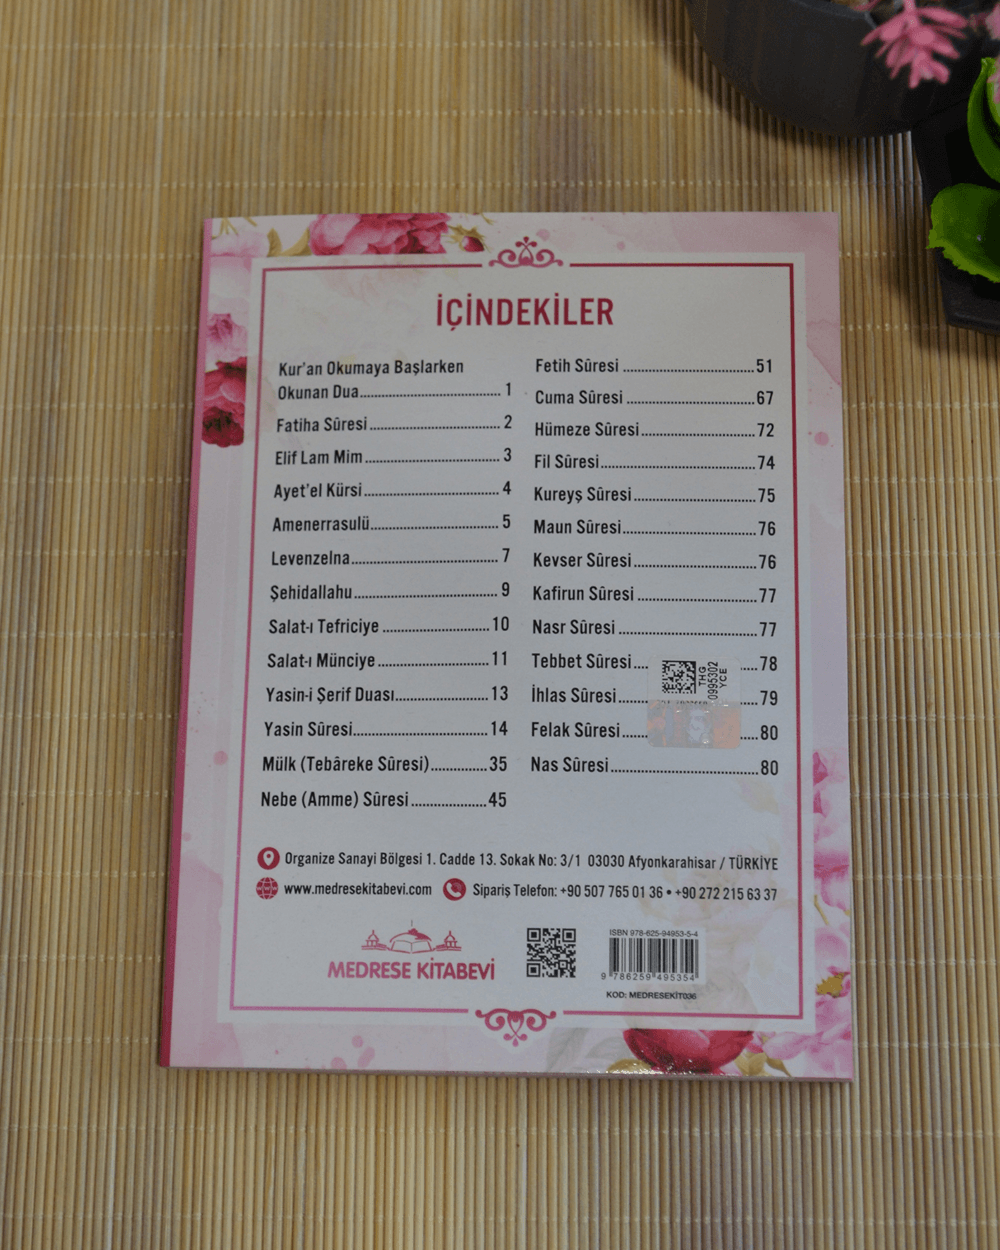 İÇİNDEKİLER
Kur'an Okumaya Başlarken
Okunan Dua.......................................... 1
Fatiha Sûresi........................................ 2
Elif Lam Mim........................................ 3
Ayet'el Kürsi........................................ 4
Amenerrasulü...................................... 5
Levenzelna.......................................... 7
Şehidallahu.......................................... 9
Salat-ı Tefriciye ................................ 10
Salat-ı Münciye................................. 11
Yasin-i Şerif Duası............................ 13
Yasin Sûresi....................................... 14
Mülk (Tebâreke Sûresi).................. 35
Nebe (Amme) Sûresi....................... 45
Fetih Sûresi ....................................... 51
Cuma Sûresi ...................................... 67
Hümeze Sûresi.................................. 72
Fil Sûresi............................................ 74
Kureyş Sûresi.................................... 75
Maun Sûresi....................................... 76
Kevser Sûresi.................................... 76
Kafirun Sûresi ................................... 77
Nasr Sûresi ........................................ 77
Tebbet Sûresi.................................... 78
İhlas Sûresi........................................ 79
Felak Sûresi....................................... 80
Nas Sûresi.......................................... 80
THG
YCE
0995302
Organize Sanayi Bölgesi 1. Cadde 13. Sokak No: 3/1 03030 Afyonkarahisar / TÜRKİYE
www.medresekitabevi.com Sipariş Telefon: +90 507 765 01 36 • +90 272 215 63 37
MEDRESE KİTABEVİ
ISBN 978-625-94953-5-4
9 786259 495354
KOD: MEDRESEKİT036